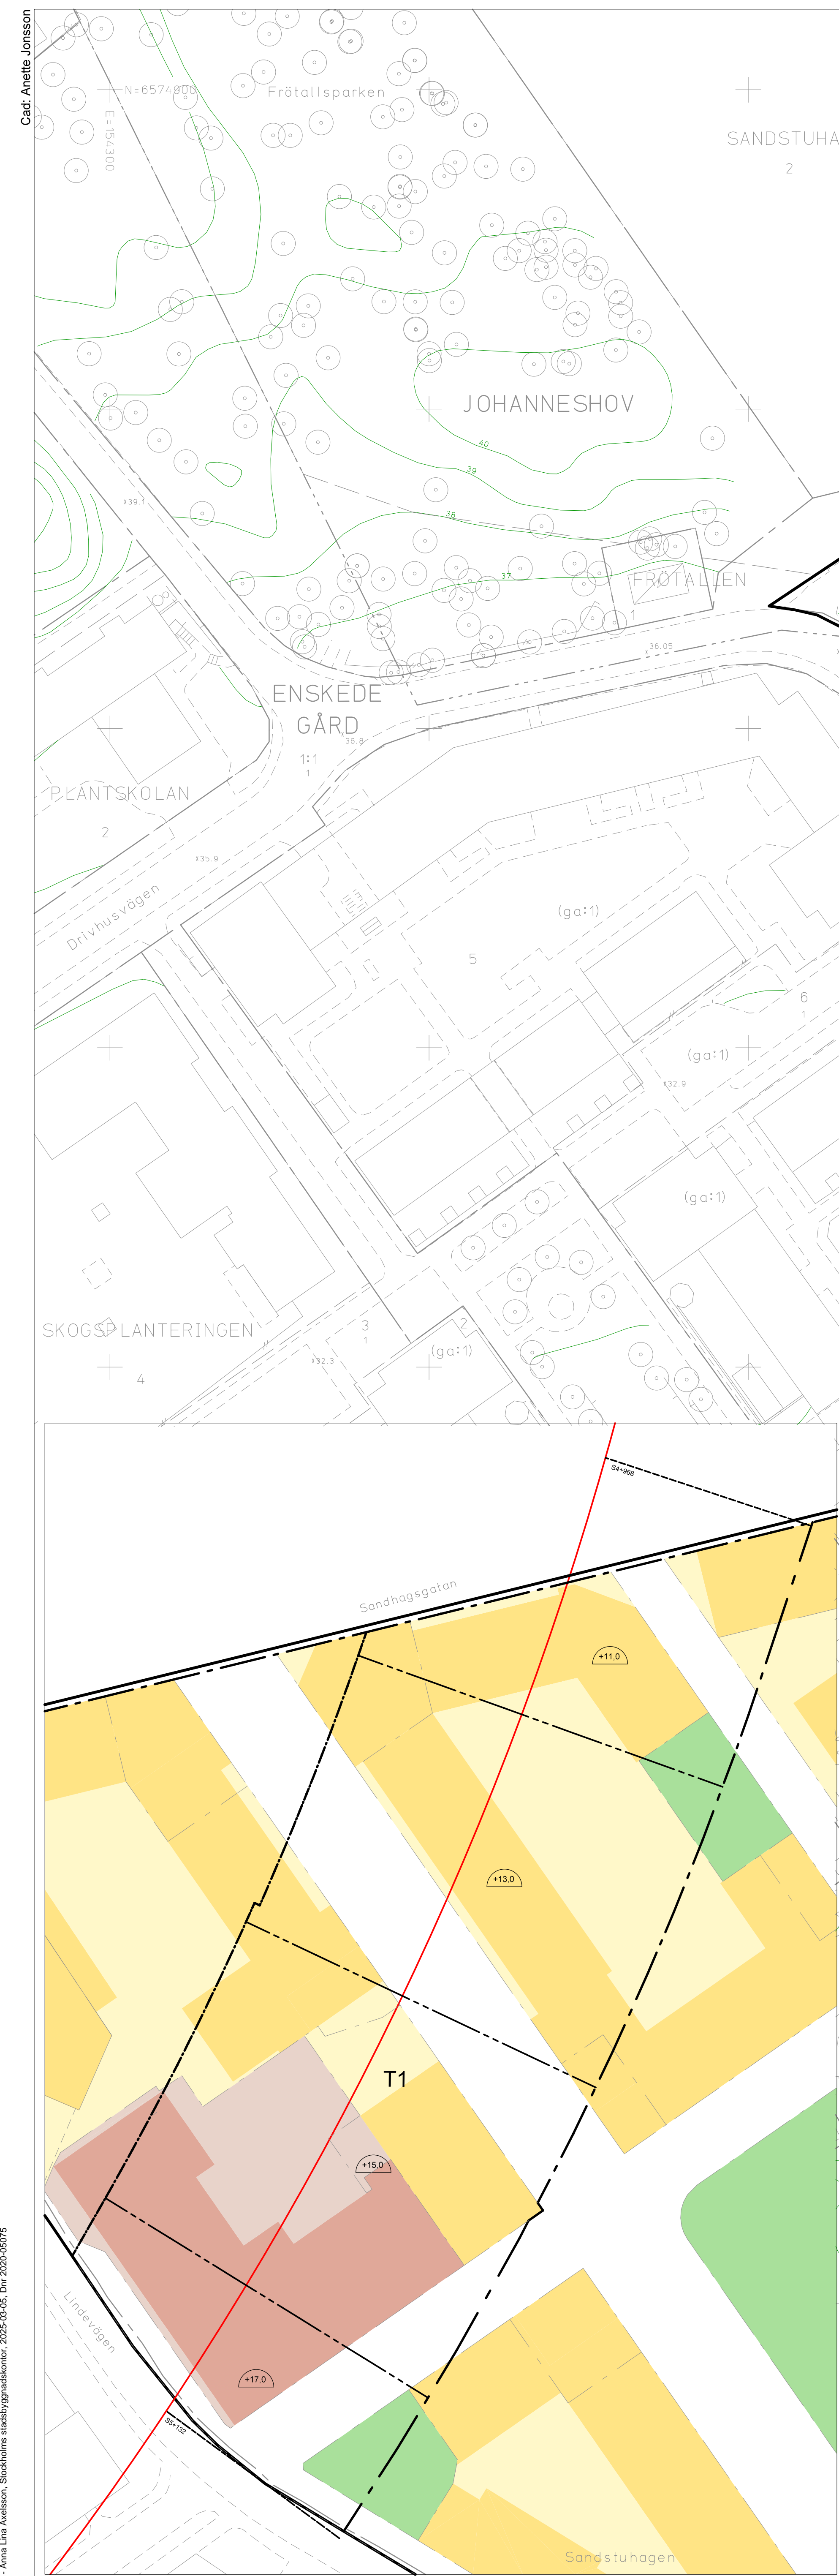 Cad: Anette Jonsson
N=6574900
E=154300
Frötallsparken
SANDSTUHA
2
JOHANNESHOV
40
39
39.1
38
37
FRÖTALLEN
1
36.05
ENSKEDE
GÅRD
1:1
1
36.8
PLANTSKOLAN
2
35.9
Drivhusvägen
(ga:1)
5
6
1
(ga:1)
32.9
(ga:1)
SKOGSPLANTERINGEN
4
3
1
2
(ga:1)
32.3
S4+968
Sandhagsgatan
+11,0
+13,0
T1
+15,0
+17,0
Lindevägen
S5+132
Sandstuhagen
- Anna Lina Axelsson, Stockholms stadsbyggnadskontor, 2025-03-05, Dnr 2020-05075